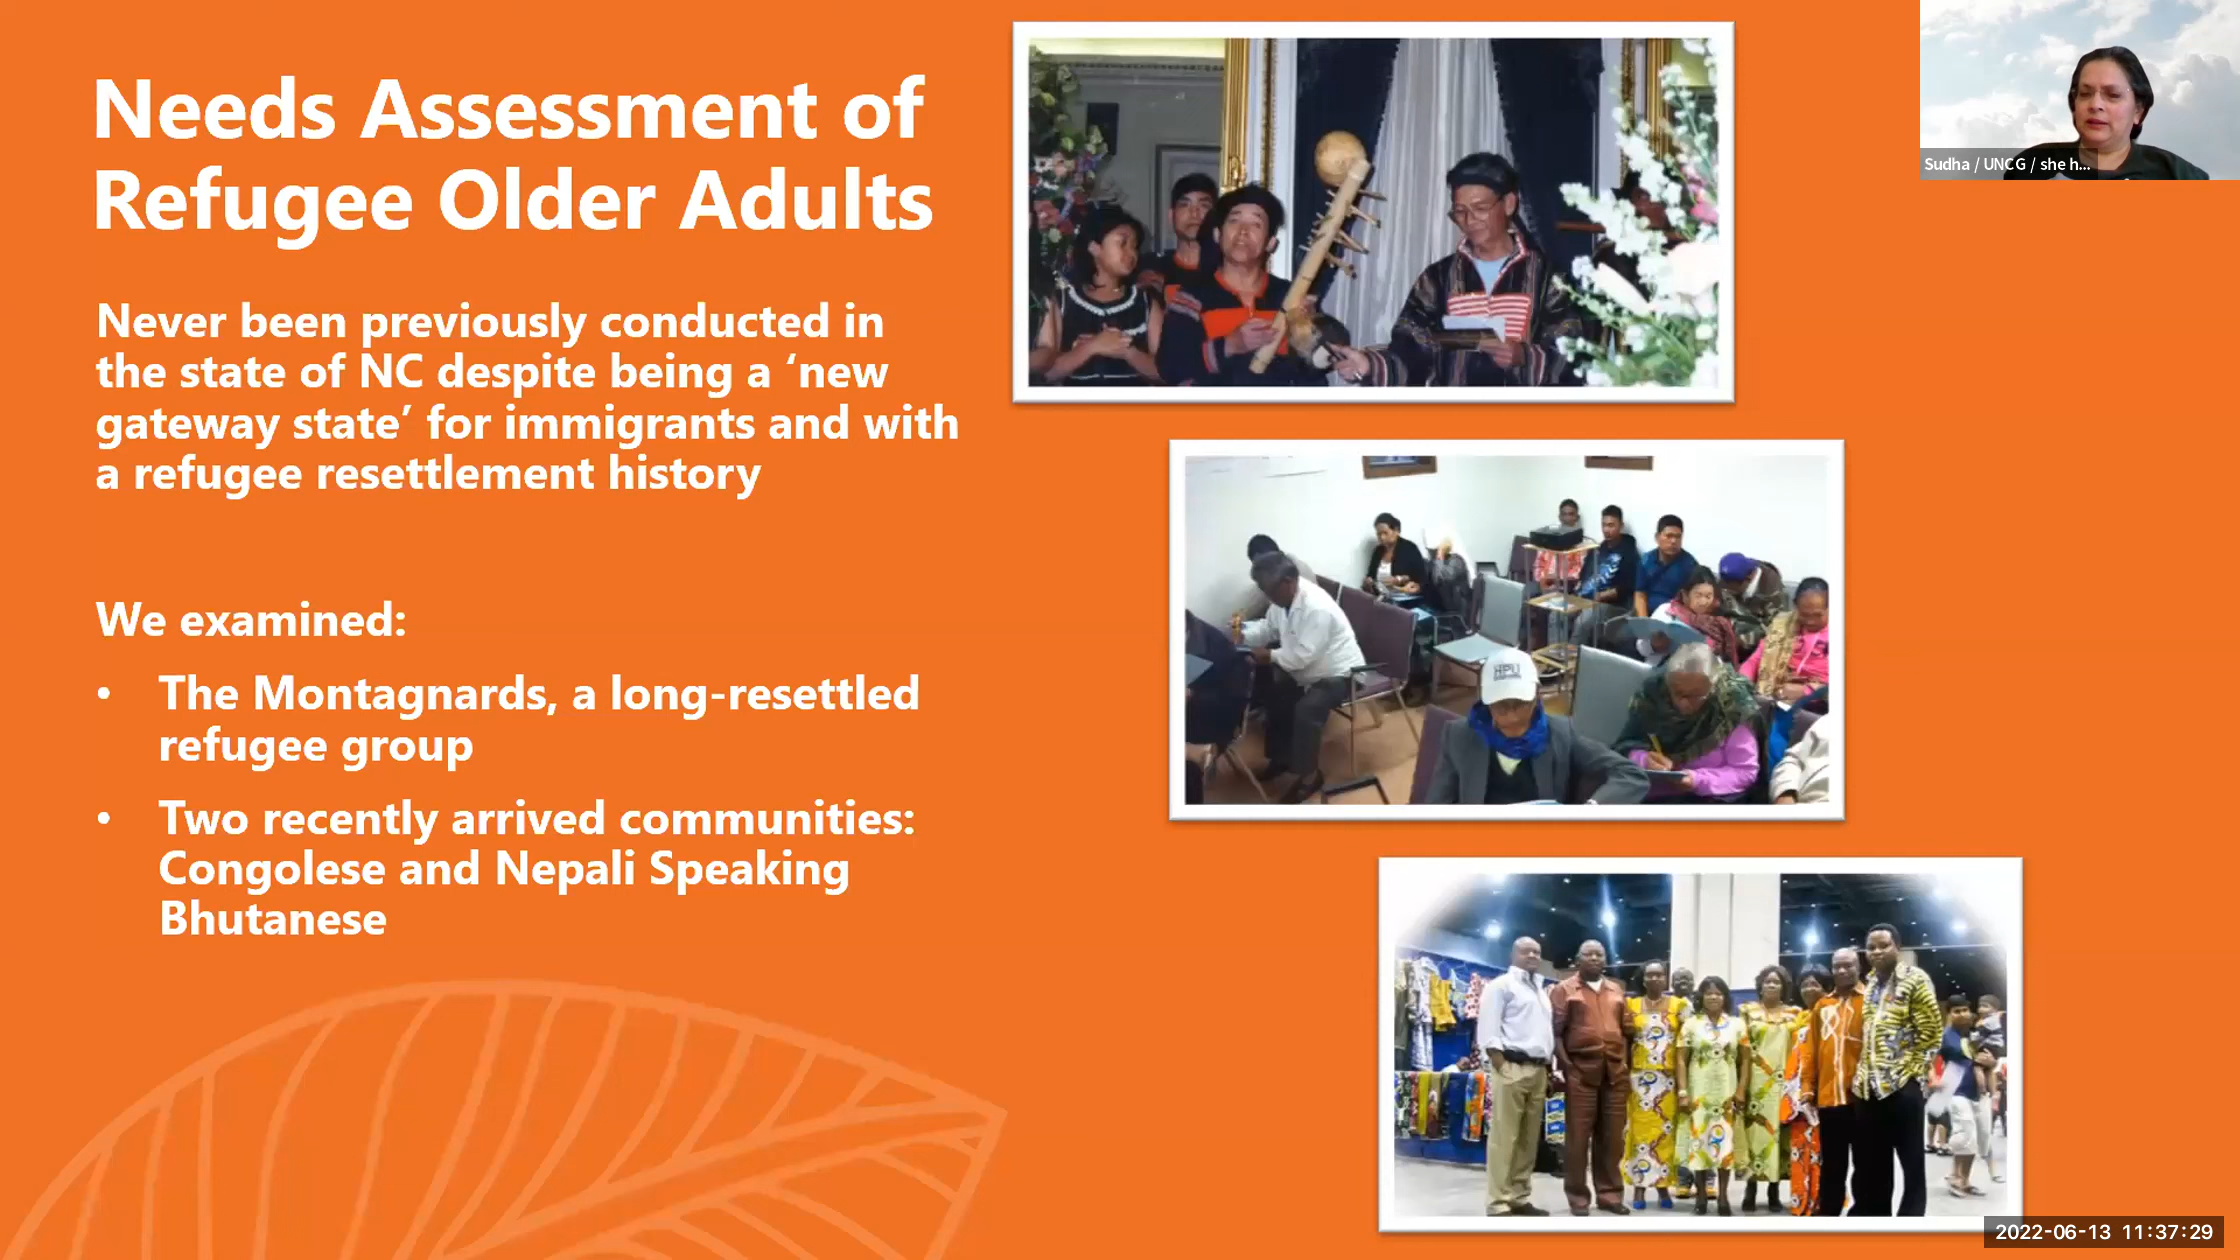 Needs Assessment of
Refugee Older Adults
Never been previously conducted in
the state of NC despite being a ‘new
gateway state’ for immigrants and with
a refugee resettlement history
We examined:
• The Montagnards, a long-resettled
refugee group
• Two recently arrived communities:
Congolese and Nepali Speaking
Bhutanese
HPU
Sudha / UNCG / she h...
2022-06-13 11:37:29